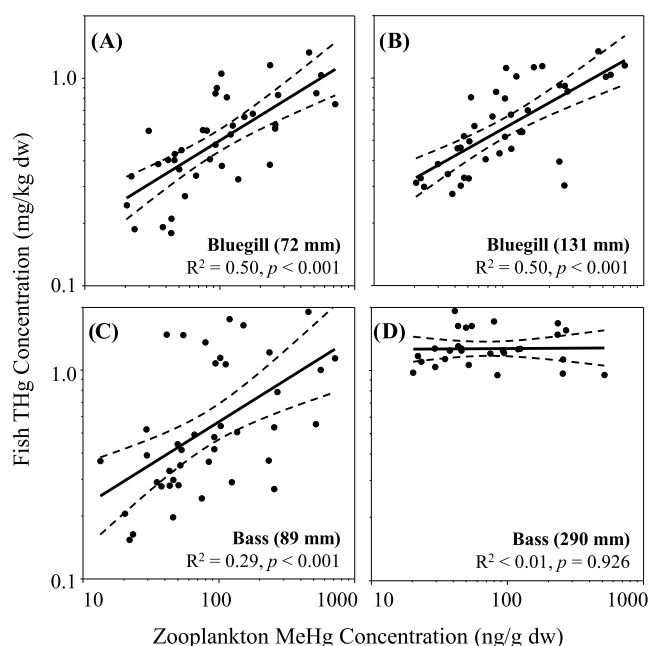 (A)
(B)
1.0
Bluegill (72 mm)
R² = 0.50, p < 0.001
Bluegill (131 mm)
R² = 0.50, p < 0.001
0.1
Fish THg Concentration (mg/kg dw)
(C)
(D)
1.0
Bass (89 mm)
R² = 0.29, p < 0.001
Bass (290 mm)
R² < 0.01, p = 0.926
0.1
10 100 1000 10 100 1000
Zooplankton MeHg Concentration (ng/g dw)